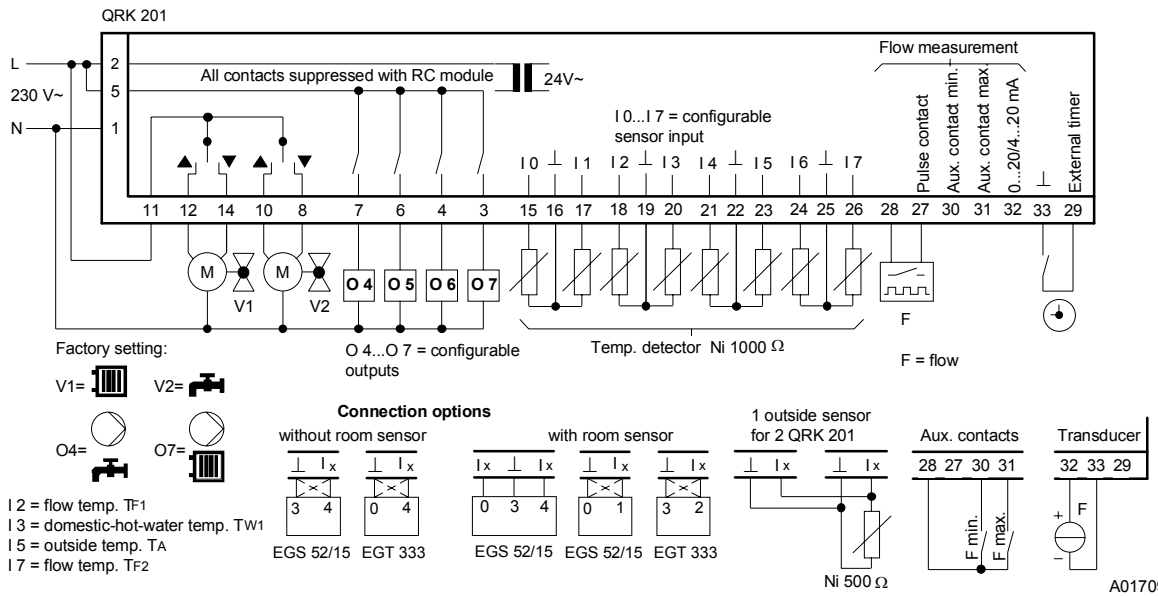 QRK 201
Flow measurement
L
2
All contacts suppressed with RC module
24V~
230 V~
5
N
1
I 0...I 7 = configurable
sensor input
Pulse contact
Aux. contact min.
Aux. contact max.
0...20/4...20 mA
⊥
External timer
I 0 ⊥ I 1 I 2 ⊥ I 3 I 4 ⊥ I 5 I 6 ⊥ I 7
11 12 14 10 8 7 6 4 3 15 16 17 18 19 20 21 22 23 24 25 26 28 27 30 31 32 33 29
M M
V1 V2
O 4 O 5 O 6 O 7
F
Temp. detector Ni 1000 Ω
F = flow
O 4...O 7 = configurable
outputs
Factory setting:
V1= V2=
O4= O7=
I 2 = flow temp. TF1
I 3 = domestic-hot-water temp. TW1
I 5 = outside temp. TA
I 7 = flow temp. TF2
Connection options
without room sensor
⊥ Ix ⊥ Ix
x x
3 4 0 4
EGS 52/15 EGT 333
with room sensor
Ix ⊥ Ix ⊥ Ix ⊥ Ix
x x
0 3 4 0 1 3 2
EGS 52/15 EGS 52/15 EGT 333
1 outside sensor
for 2 QRK 201
⊥ Ix ⊥ Ix
Ni 500 Ω
Aux. contacts
28 27 30 31
F min.
F max.
Transducer
32 33 29
+ F
−
A01709